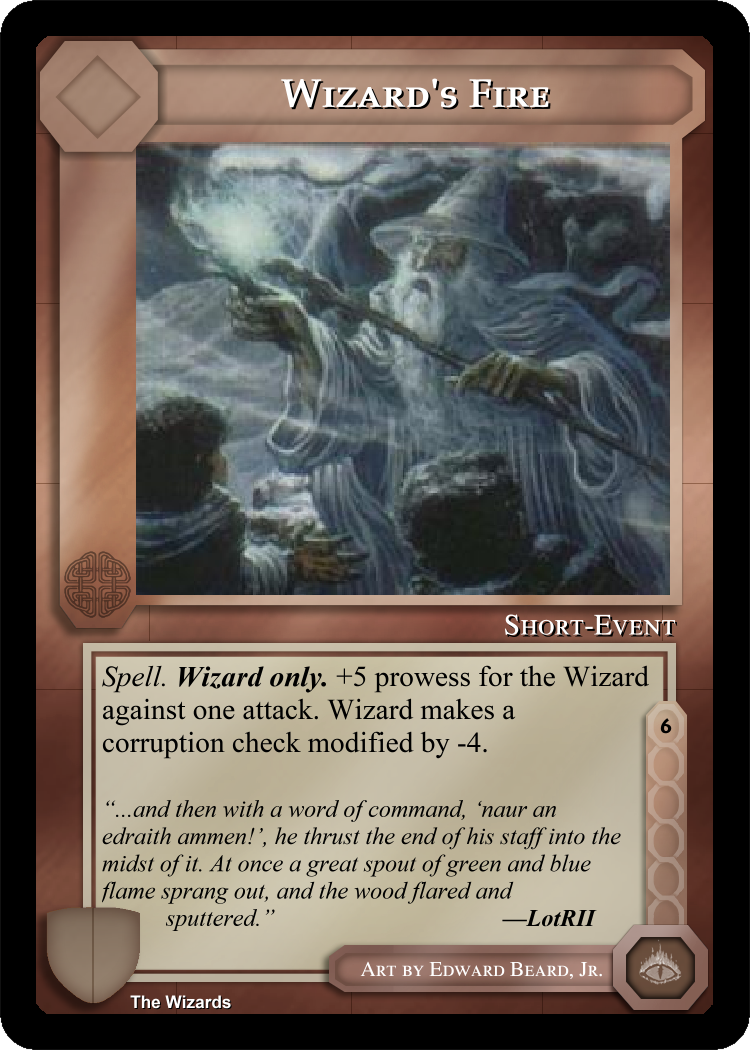 Wizard's Fire
Short-Event
Spell. Wizard only. +5 prowess for the Wizard
against one attack. Wizard makes a
corruption check modified by -4.
6
“...and then with a word of command, ‘naur an
edraith ammen!’, he thrust the end of his staff into the
midst of it. At once a great spout of green and blue
flame sprang out, and the wood flared and
sputtered.” —LotRII
Art by Edward Beard, Jr.
The Wizards